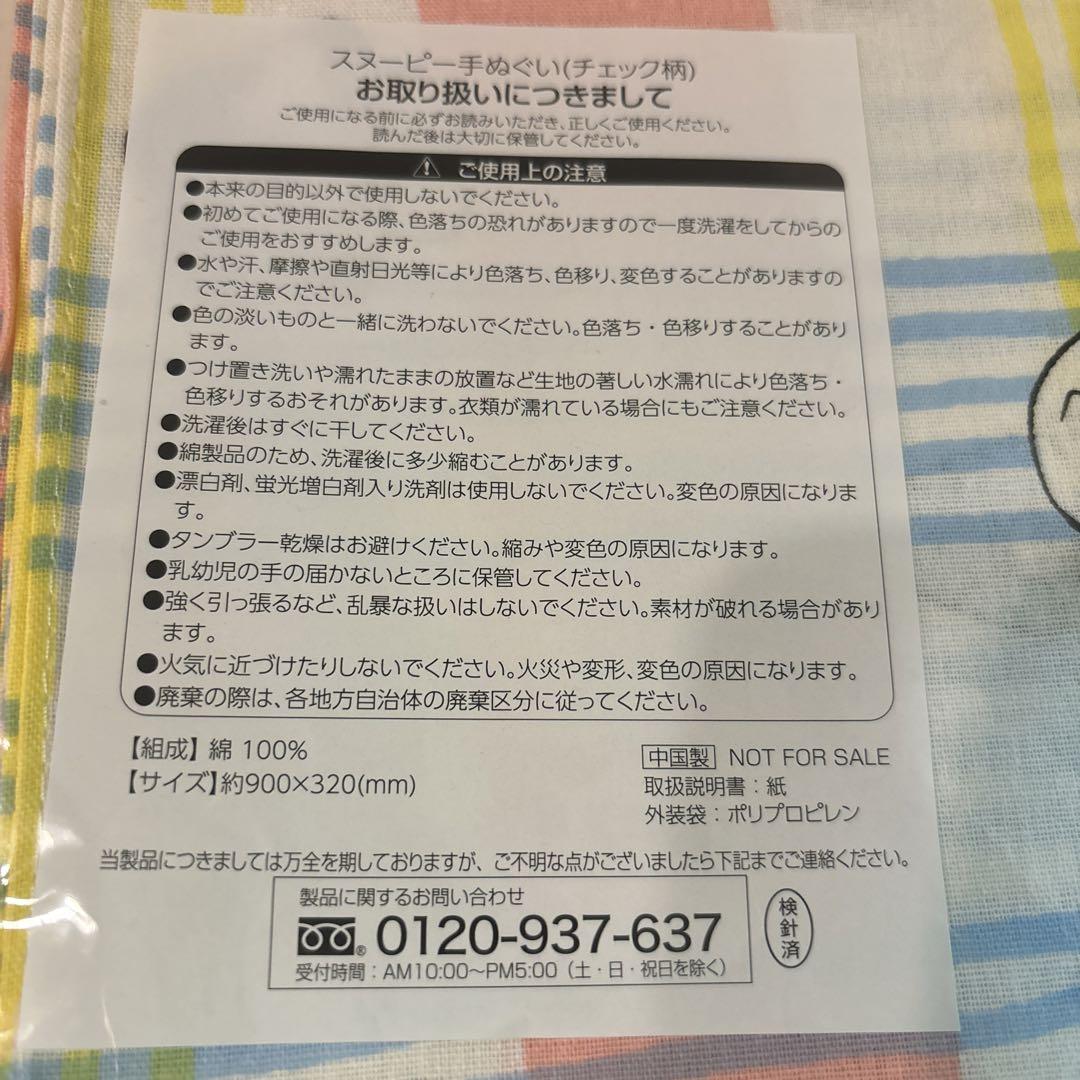 スヌーピー手ぬぐい(チェック柄)
お取り扱いにつきまして
ご使用になる前に必ずお読みいただき、正しくご使用ください。
読んだ後は大切に保管してください。
⚠ ご使用上の注意
●本来の目的以外で使用しないでください。
●初めてご使用になる際、色落ちの恐れがありますので一度洗濯をしてからの
ご使用をおすすめします。
●水や汗、摩擦や直射日光等により色落ち、色移り、変色することがありますの
でご注意ください。
●色の淡いものと一緒に洗わないでください。色落ち・色移りすることがあり
ます。
●つけ置き洗いや濡れたままの放置など生地の著しい水濡れにより色落ち・
色移りするおそれがあります。衣類が濡れている場合にもご注意ください。
●洗濯後はすぐに干してください。
●綿製品のため、洗濯後に多少縮むことがあります。
●漂白剤、蛍光増白剤入り洗剤は使用しないでください。変色の原因になりま
す。
●タンブラー乾燥はお避けください。縮みや変色の原因になります。
●乳幼児の手の届かないところに保管してください。
●強く引っ張るなど、乱暴な扱いはしないでください。素材が破れる場合があり
ます。
●火気に近づけたりしないでください。火災や変形、変色の原因になります。
●廃棄の際は、各地方自治体の廃棄区分に従ってください。
【組成】 綿 100%
【サイズ】約900×320(mm)
中国製 NOT FOR SALE
取扱説明書：紙
外装袋：ポリプロピレン
当製品につきましては万全を期しておりますが、ご不明な点がございましたら下記までご連絡ください。
製品に関するお問い合わせ
® 0120-937-637
受付時間：AM10:00～PM5:00（土・日・祝日を除く）
検針済